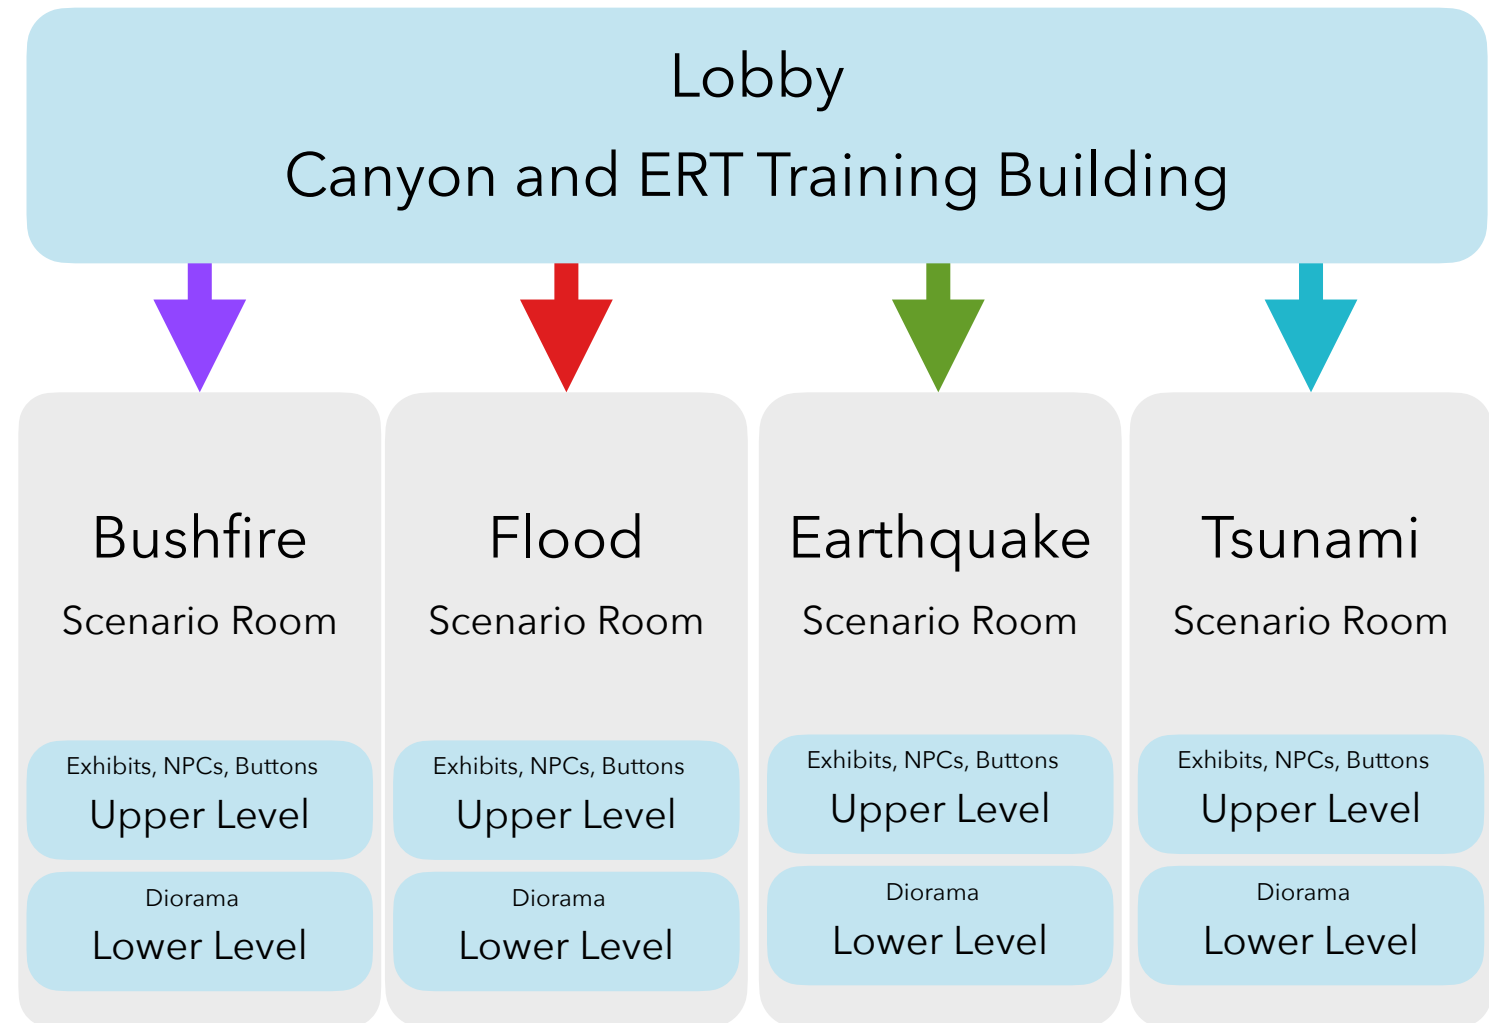 Lobby
Canyon and ERT Training Building
Bushfire
Scenario Room
Exhibits, NPCs, Buttons
Upper Level
Diorama
Lower Level
Flood
Scenario Room
Exhibits, NPCs, Buttons
Upper Level
Diorama
Lower Level
Earthquake
Scenario Room
Exhibits, NPCs, Buttons
Upper Level
Diorama
Lower Level
Tsunami
Scenario Room
Exhibits, NPCs, Buttons
Upper Level
Diorama
Lower Level